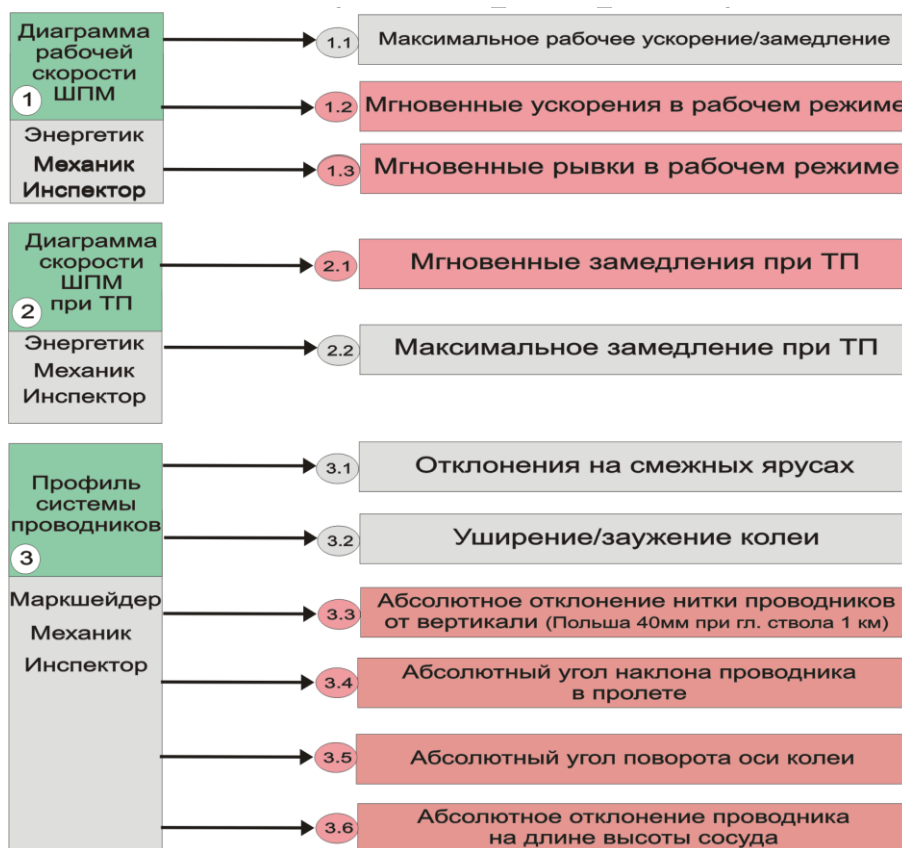 Диаграмма
рабочей
скорости
ШПМ
1
Энергетик
Механик
Инспектор
1.1
Максимальное рабочее ускорение/замедление
1.2
Мгновенные ускорения в рабочем режиме
1.3
Мгновенные рывки в рабочем режиме
Диаграмма
скорости
ШПМ
при ТП
2
Энергетик
Механик
Инспектор
2.1
Мгновенные замедления при ТП
2.2
Максимальное замедление при ТП
Профиль
системы
проводников
3
Маркшейдер
Механик
Инспектор
3.1
Отклонения на смежных ярусах
3.2
Уширение/заужение колеи
3.3
Абсолютное отклонение нитки проводников
от вертикали (Польша 40мм при гл. ствола 1 км)
3.4
Абсолютный угол наклона проводника
в пролете
3.5
Абсолютный угол поворота оси колеи
3.6
Абсолютное отклонение проводника
на длине высоты сосуда